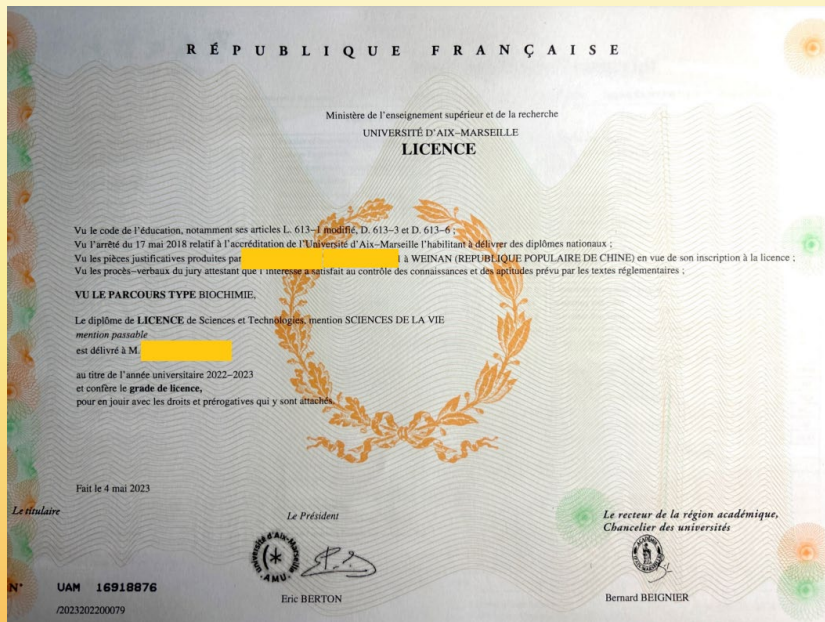 RÉPUBLIQUE FRANÇAISE
Ministère de l'enseignement supérieur et de la recherche
UNIVERSITÉ D'AIX–MARSEILLE
LICENCE
Vu le code de l'éducation, notamment ses articles L. 613–1 modifié, D. 613–3 et D. 613–6 ;
Vu l'arrêté du 17 mai 2018 relatif à l'accréditation de l'Université d'Aix–Marseille l'habilitant à délivrer des diplômes nationaux ;
Vu les pièces justificatives produites par à WEINAN (REPUBLIQUE POPULAIRE DE CHINE) en vue de son inscription à la licence ;
Vu les procès–verbaux du jury attestant que l'intéressé a satisfait au contrôle des connaissances et des aptitudes prévu par les textes réglementaires ;
VU LE PARCOURS TYPE BIOCHIMIE,
Le diplôme de LICENCE de Sciences et Technologies, mention SCIENCES DE LA VIE
mention passable
est délivré à M.
au titre de l'année universitaire 2022–2023
et confère le grade de licence,
pour en jouir avec les droits et prérogatives qui y sont attachés.
Fait le 4 mai 2023
Le titulaire
Le Président
Le recteur de la région académique,
Chancelier des universités
université d'Aix-Marseille
AMU
Eric BERTON
Bernard BEIGNIER
N° UAM 16918876
/2023202200079